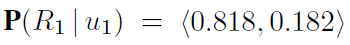 P(R₁ | u₁) = ⟨0.818, 0.182⟩